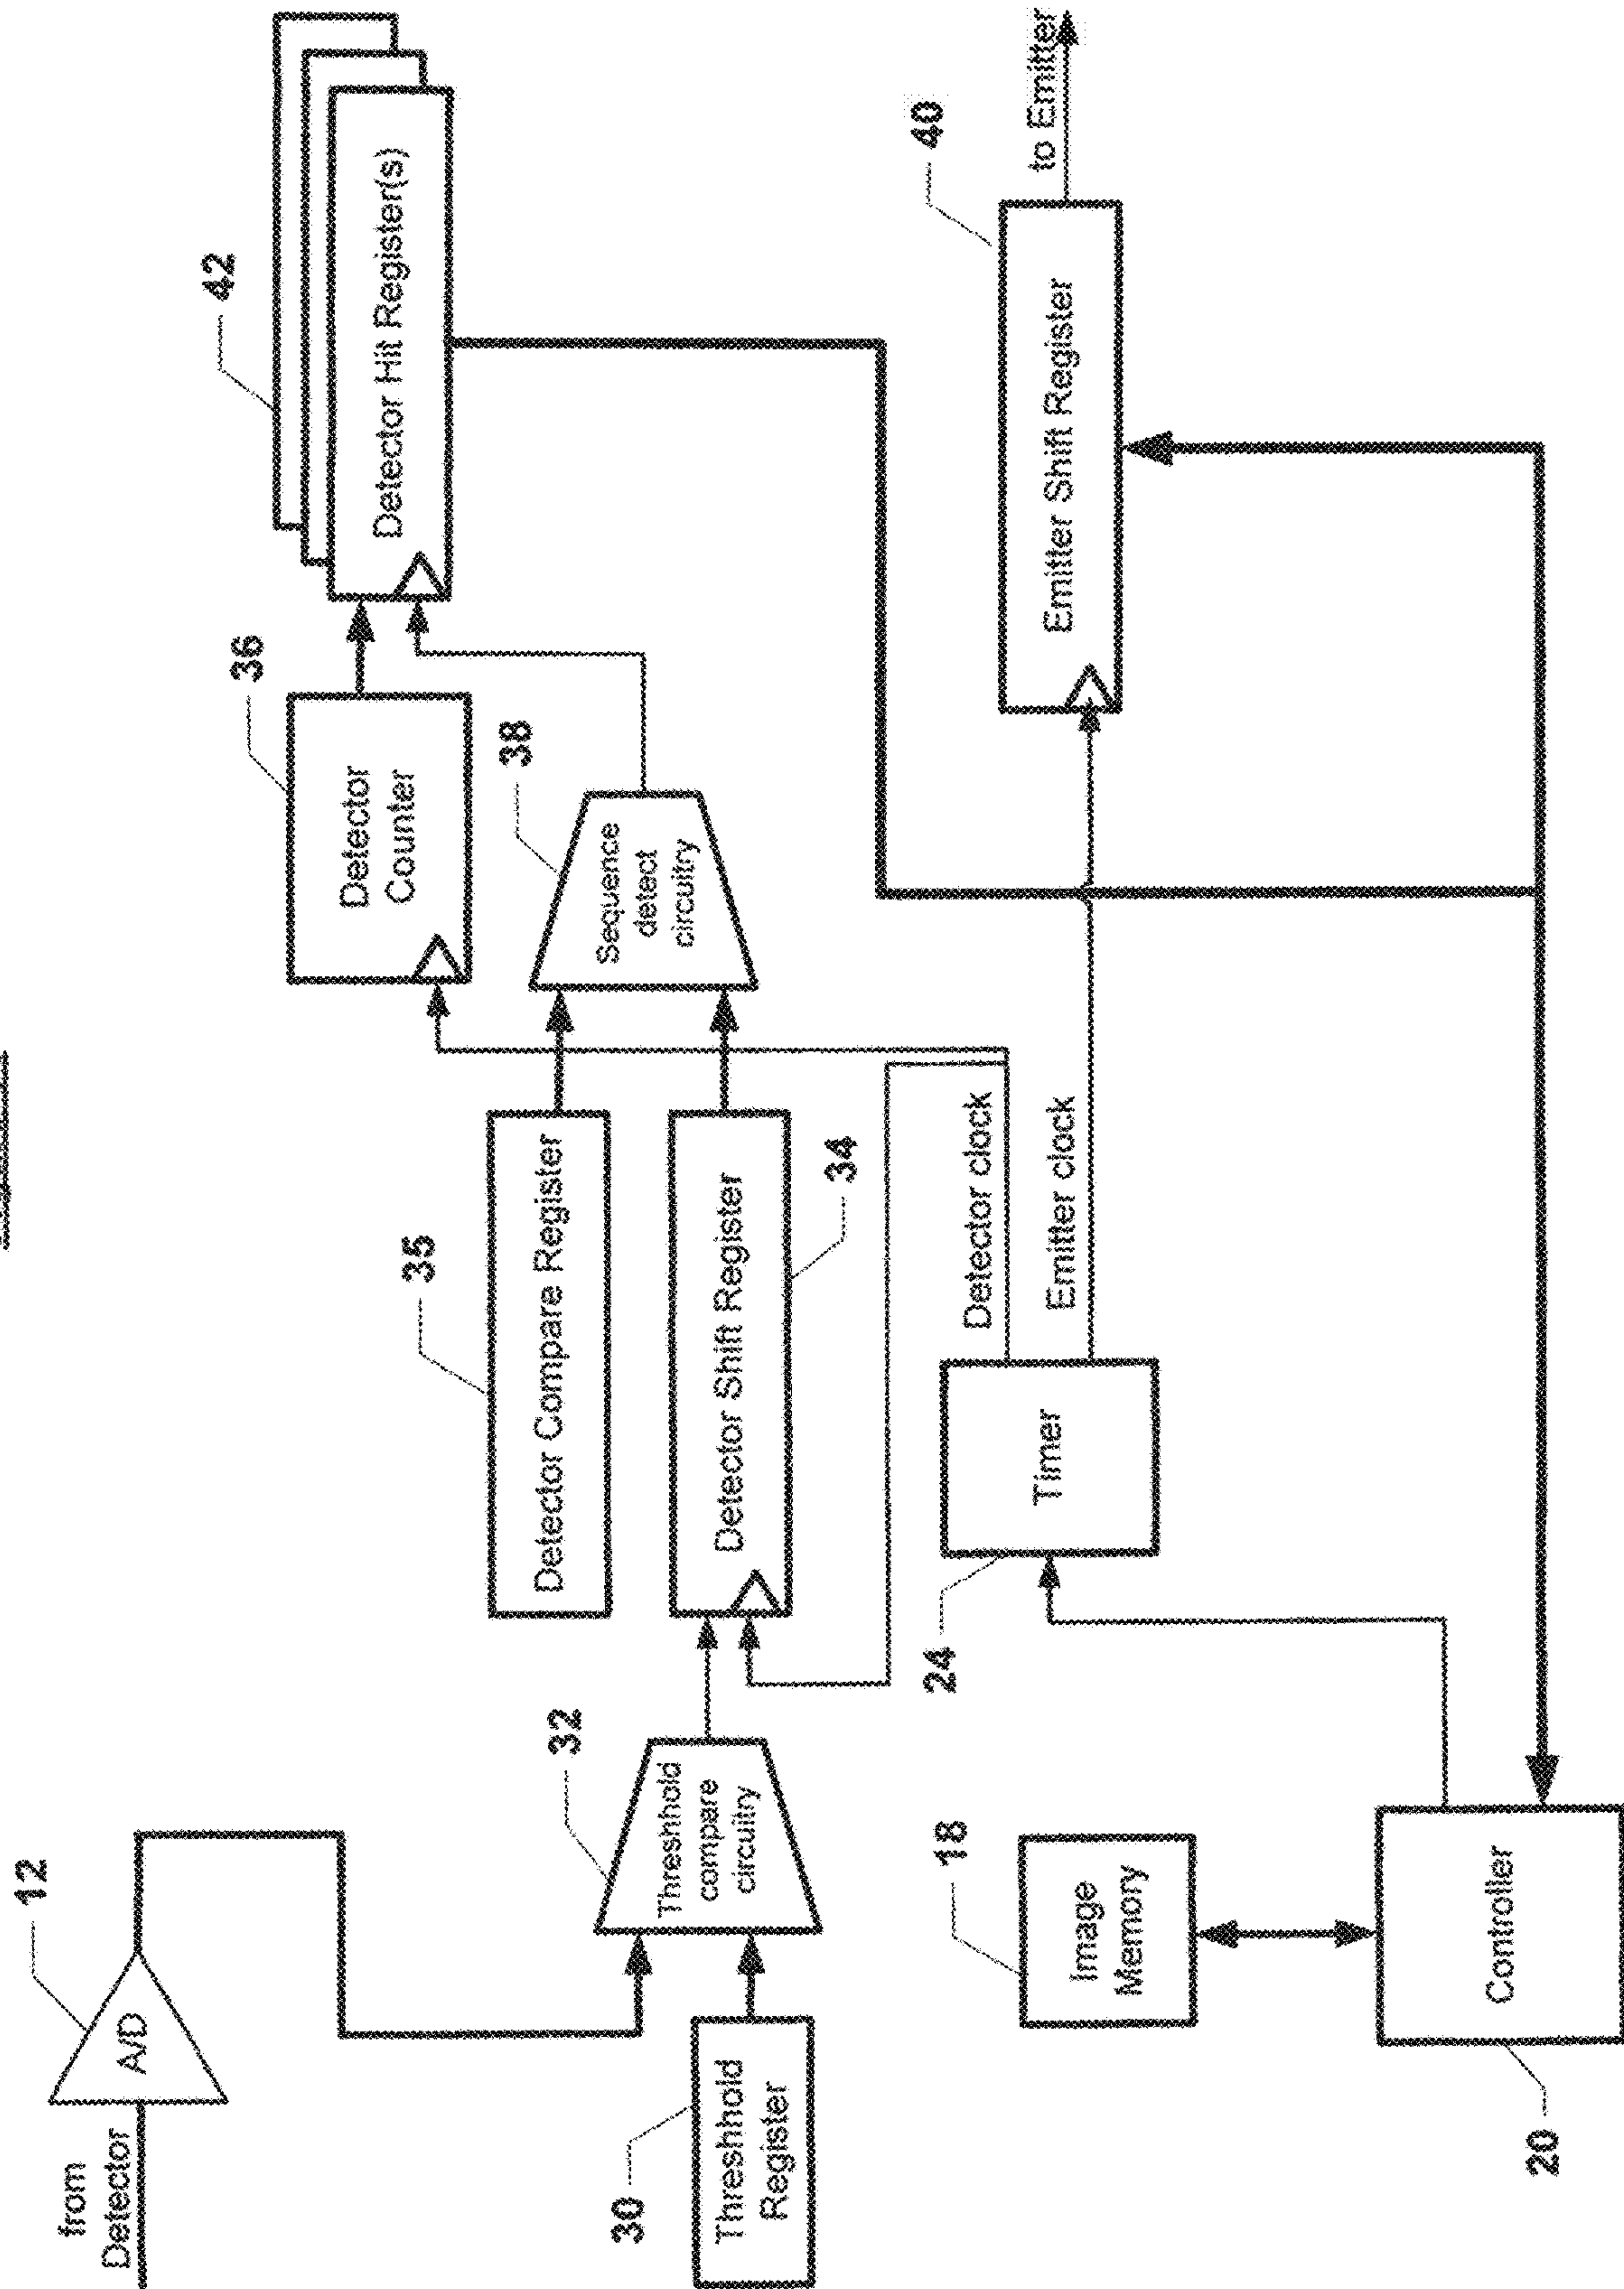 from
Detector
12
A/D
42
36
Detector Hit Register(s)
Detector
Counter
35
38
Detector Compare Register
Sequence
detect
circuitry
32
30
Threshhold
Register
Threshhold
compare
circuitry
Detector Shift Register
34
40
18
24
Detector clock
Emitter clock
to Emitter
Image
Memory
Timer
Emitter Shift Register
Controller
20